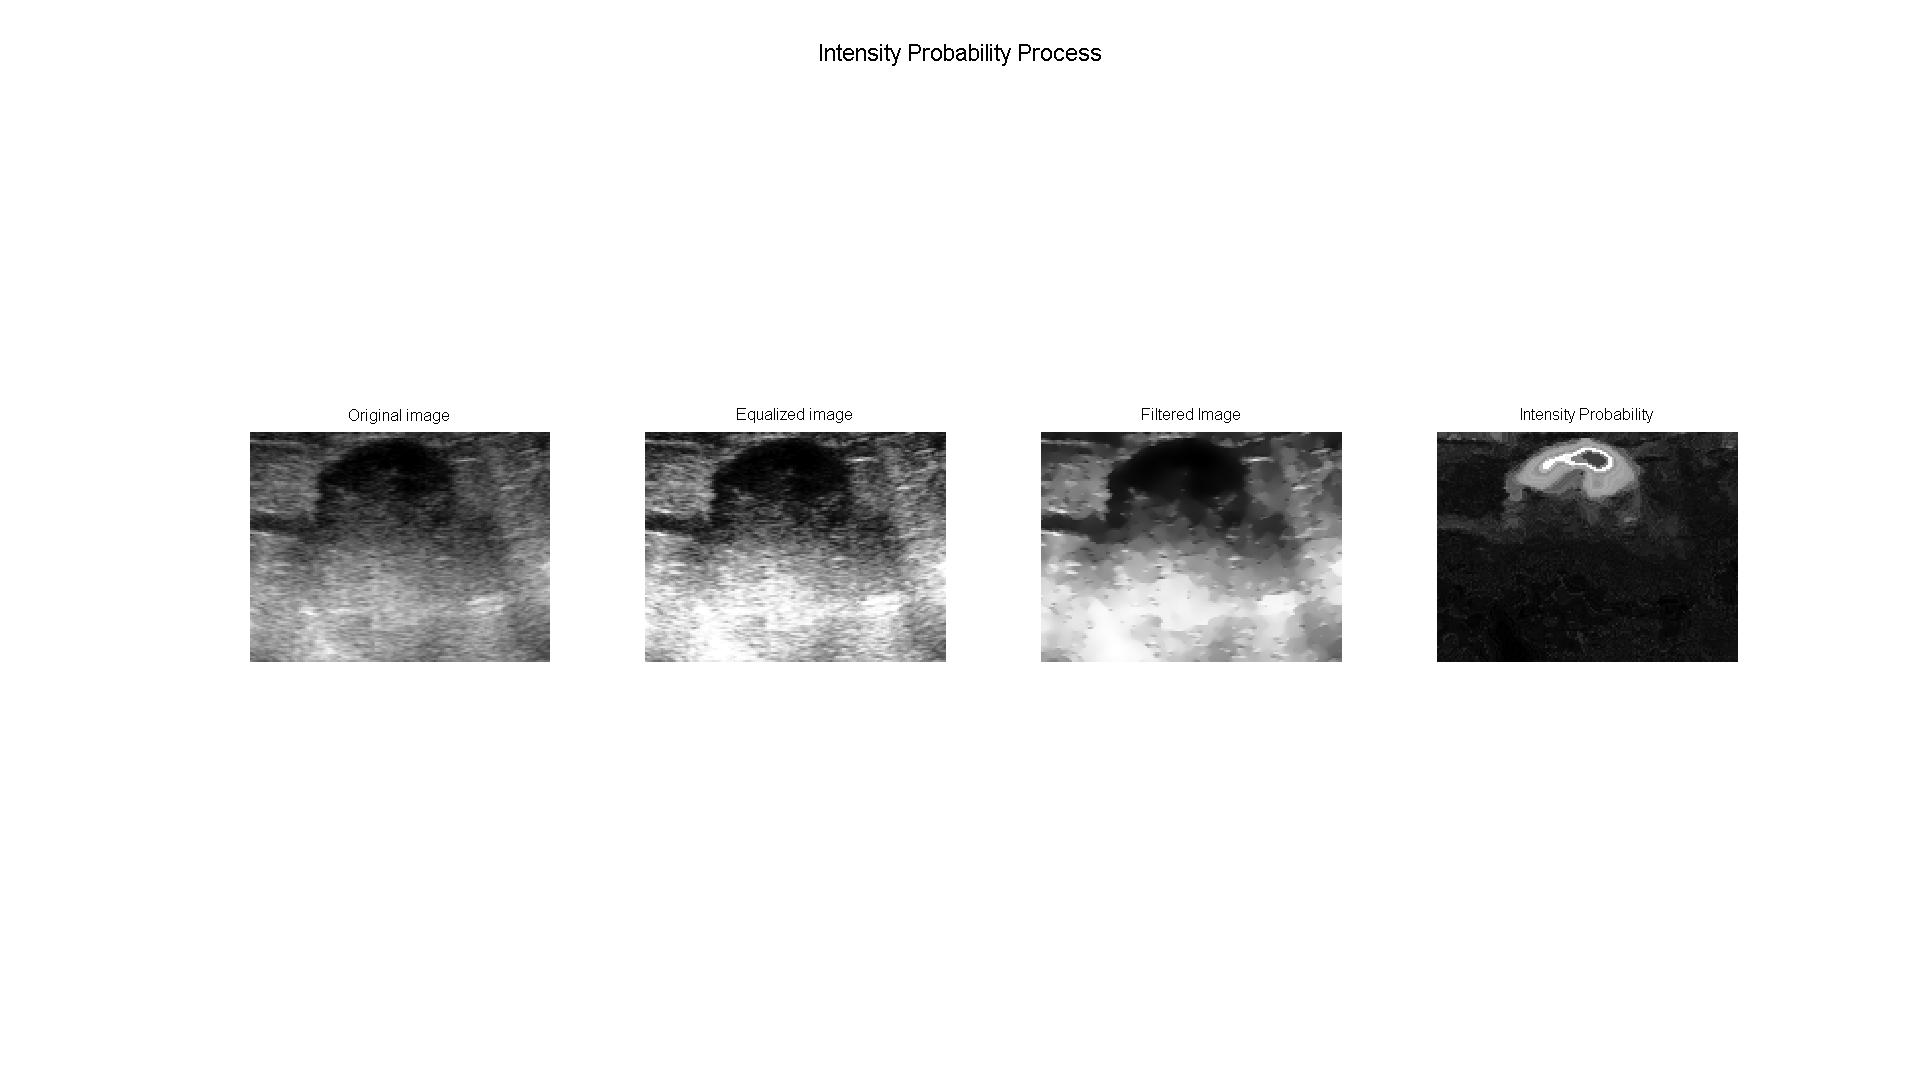 Intensity Probability Process
Original image
Equalized image
Filtered Image
Intensity Probability